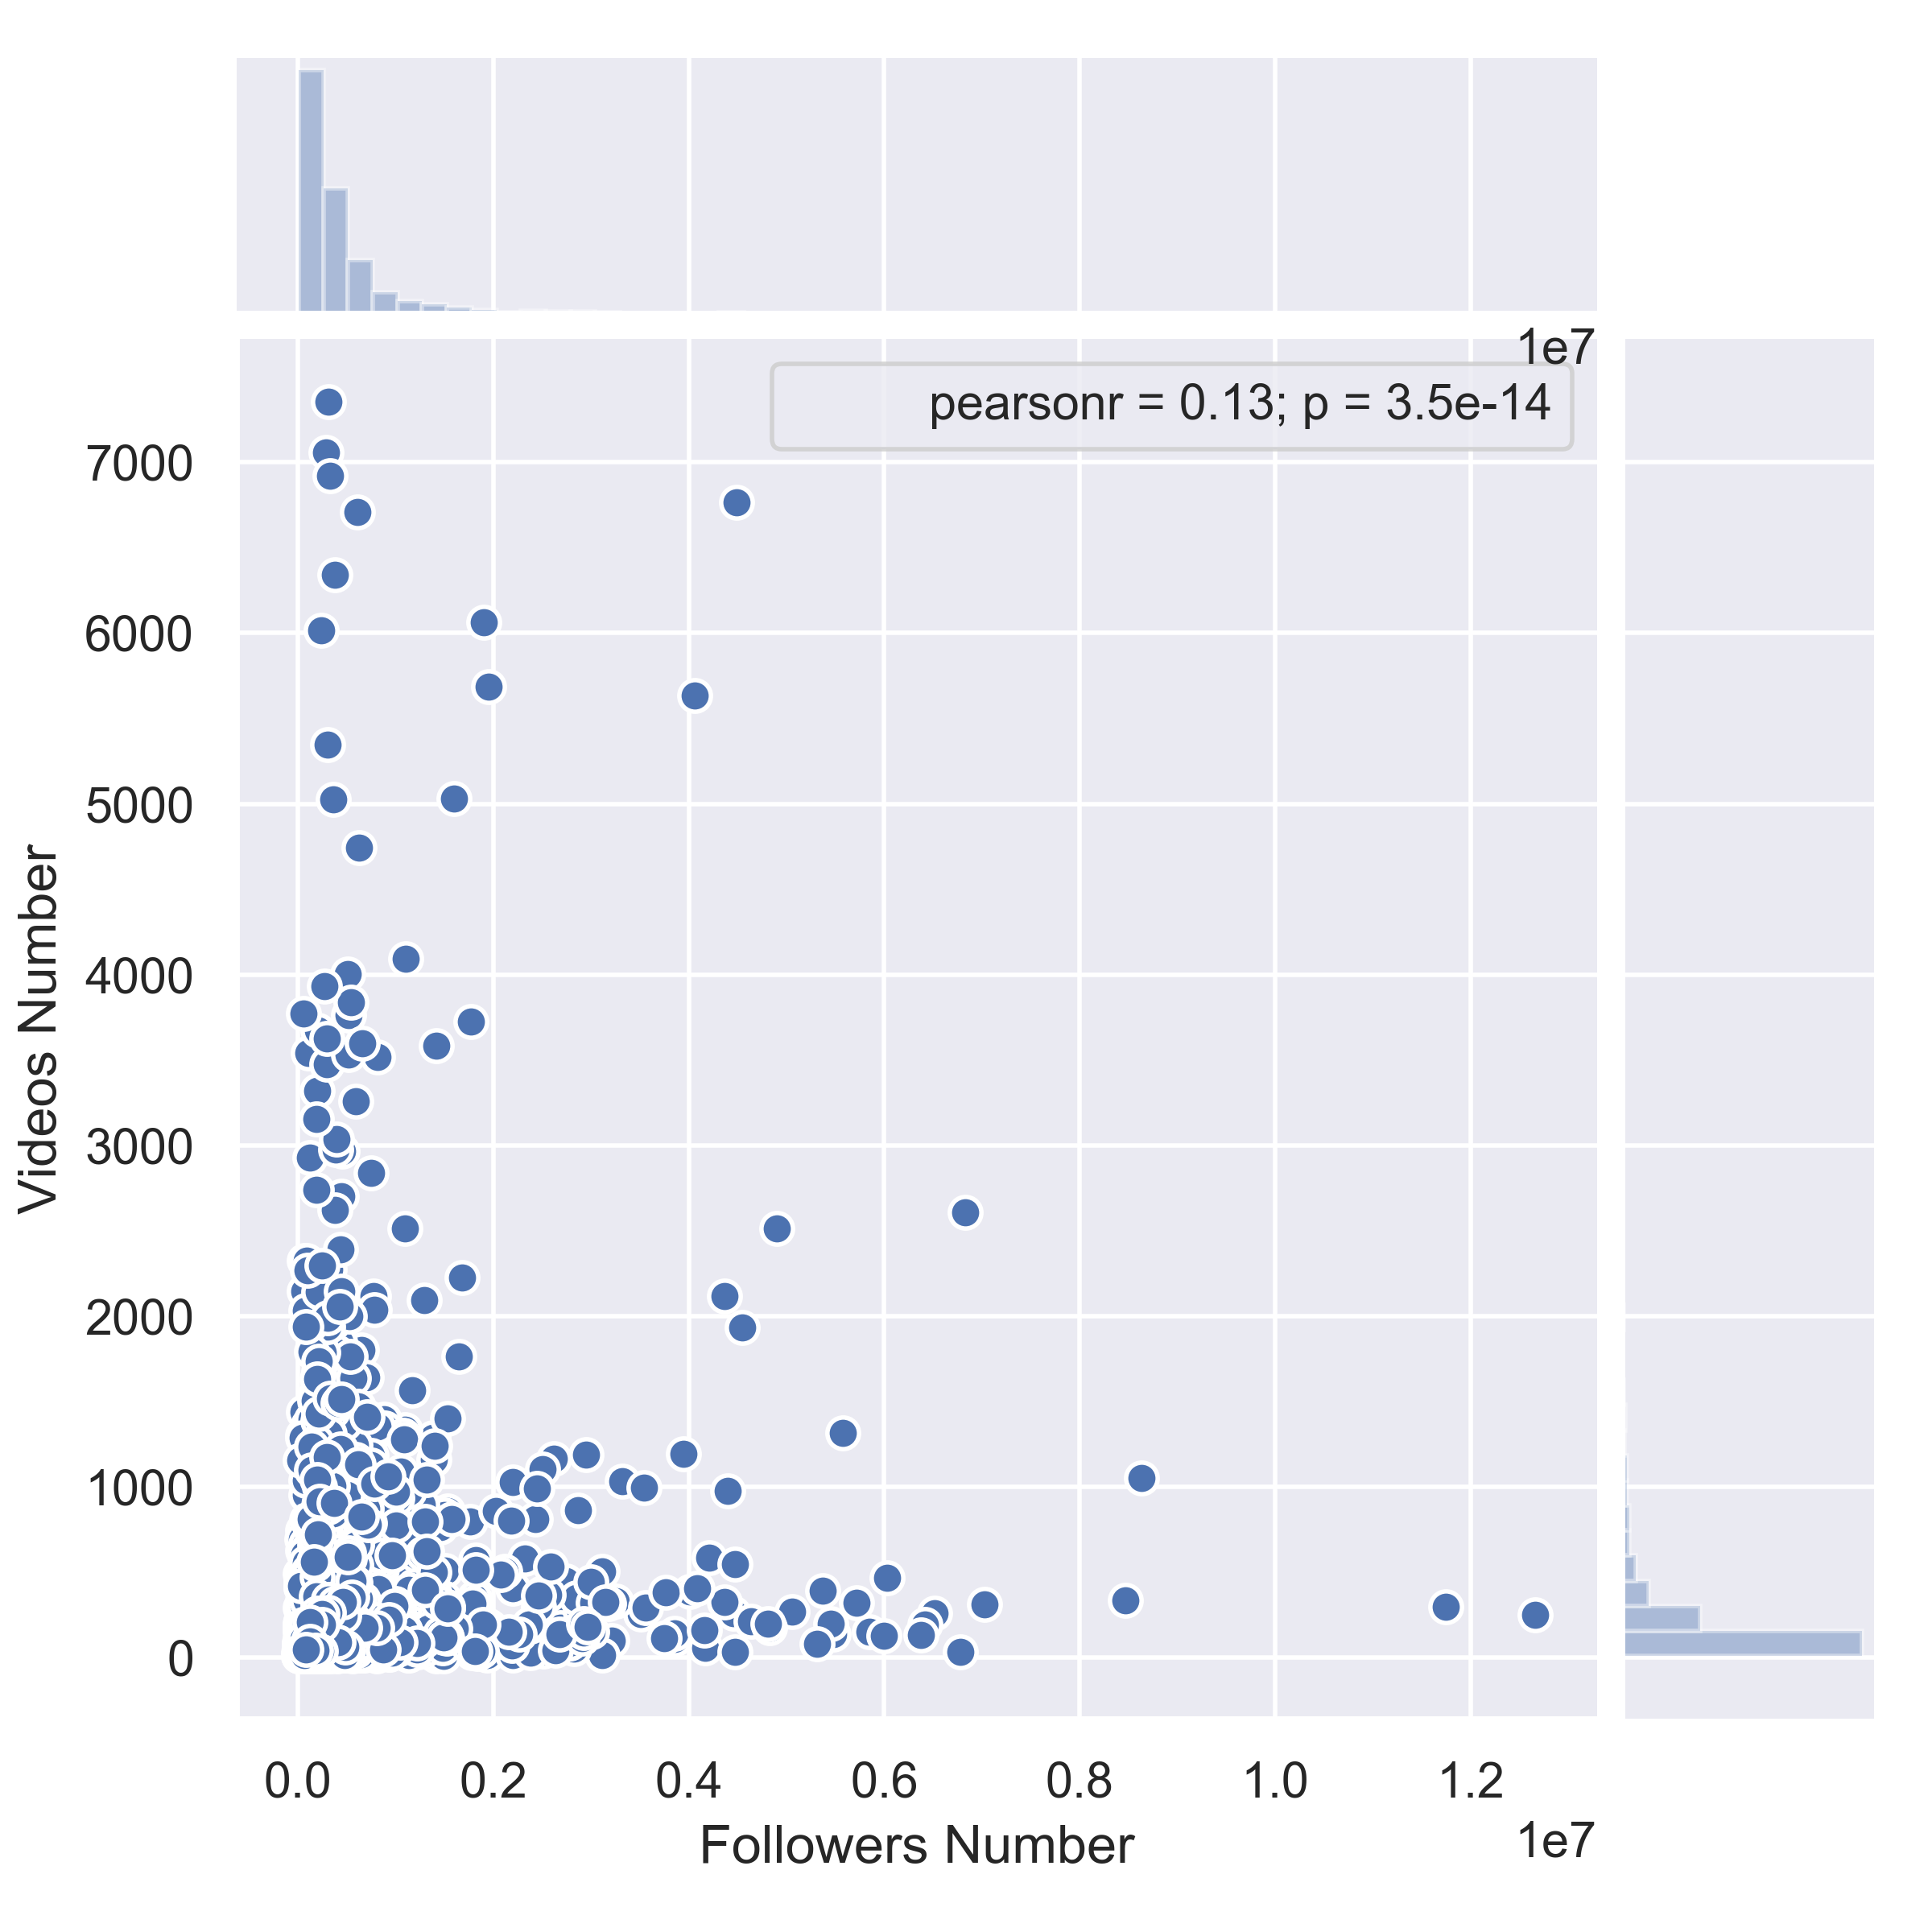 1e7
pearsonr = 0.13; p = 3.5e-14
7000
6000
5000
4000
3000
2000
1000
0
Videos Number
0.0 0.2 0.4 0.6 0.8 1.0 1.2
1e7
Followers Number